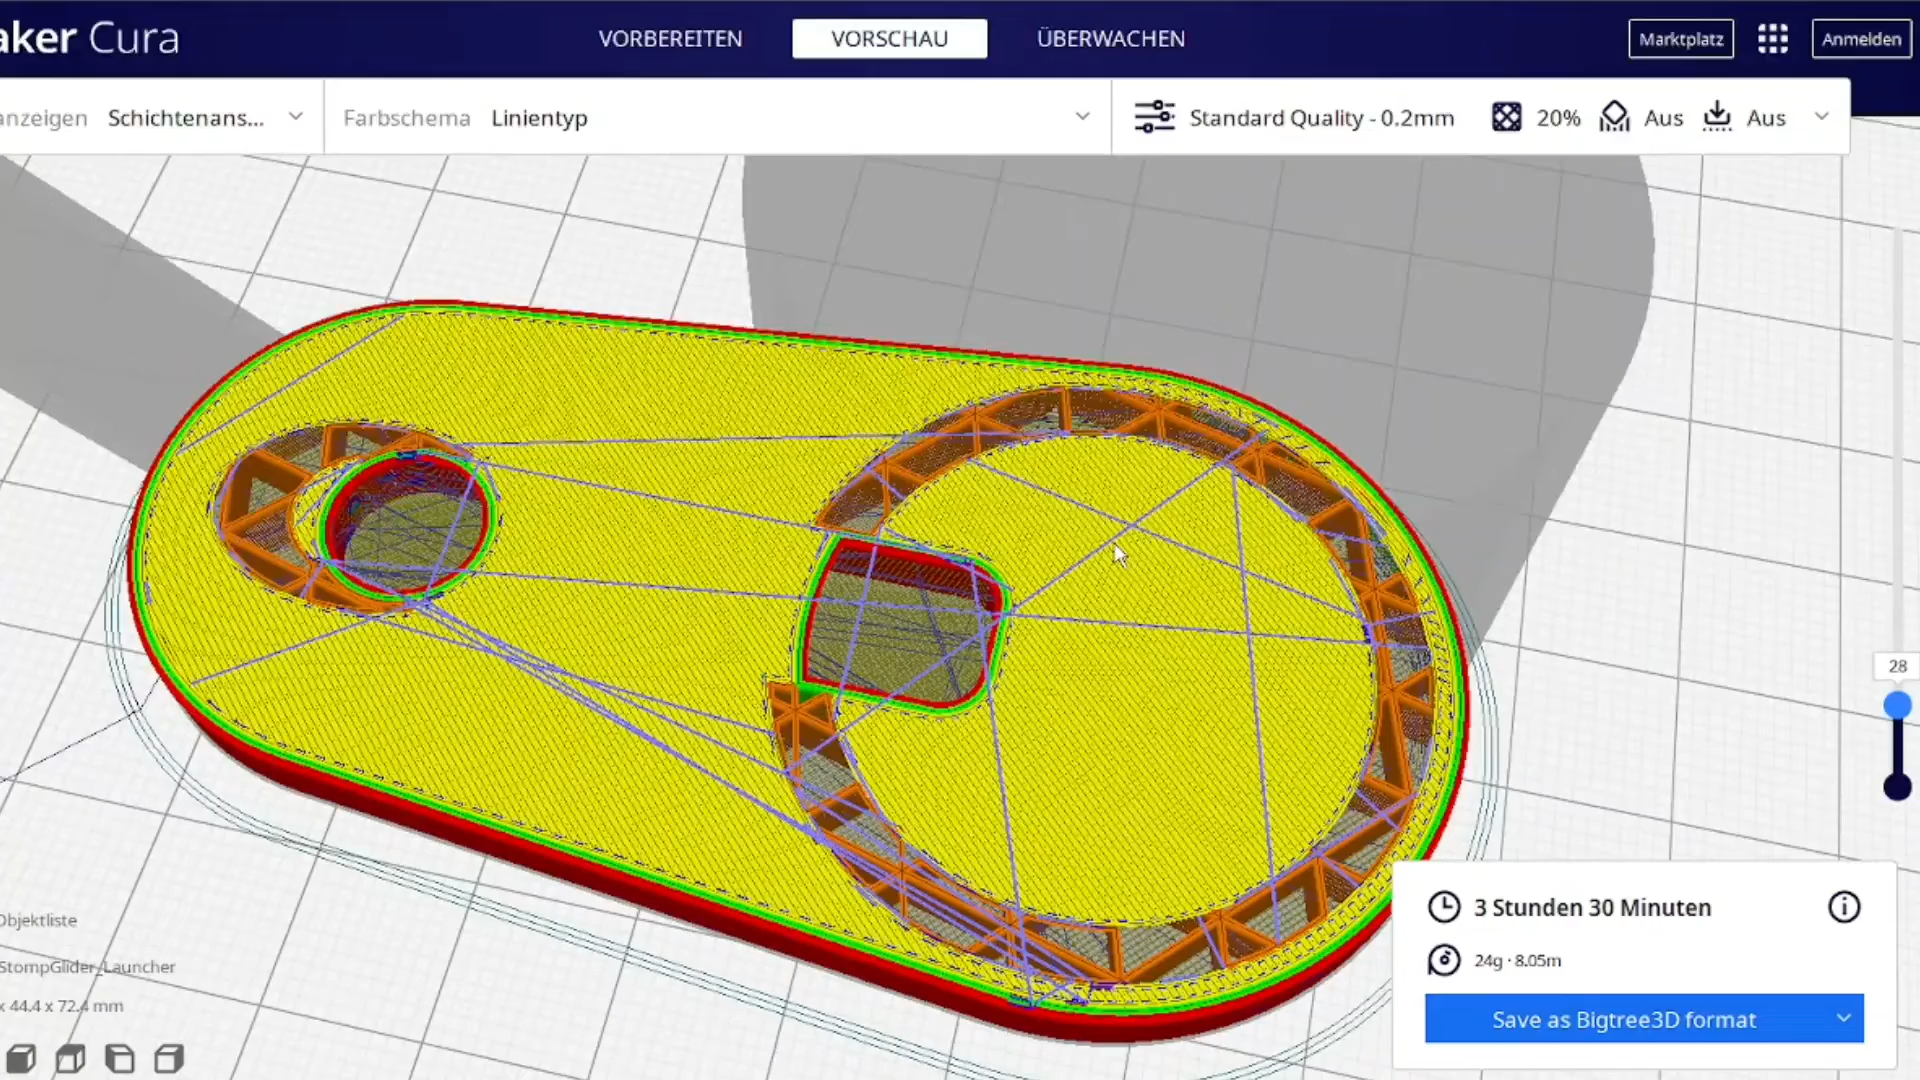 aker Cura
VORBEREITEN
VORSCHAU
ÜBERWACHEN
Marktplatz
Anmelden
anzeigen Schichtenans...
Farbschema Linientyp
Standard Quality - 0.2mm
20%
Aus
Aus
28
3 Stunden 30 Minuten
24g · 8.05m
Save as Bigtree3D format
Objektliste
StompGlider_Launcher
x 44.4 x 72.4 mm